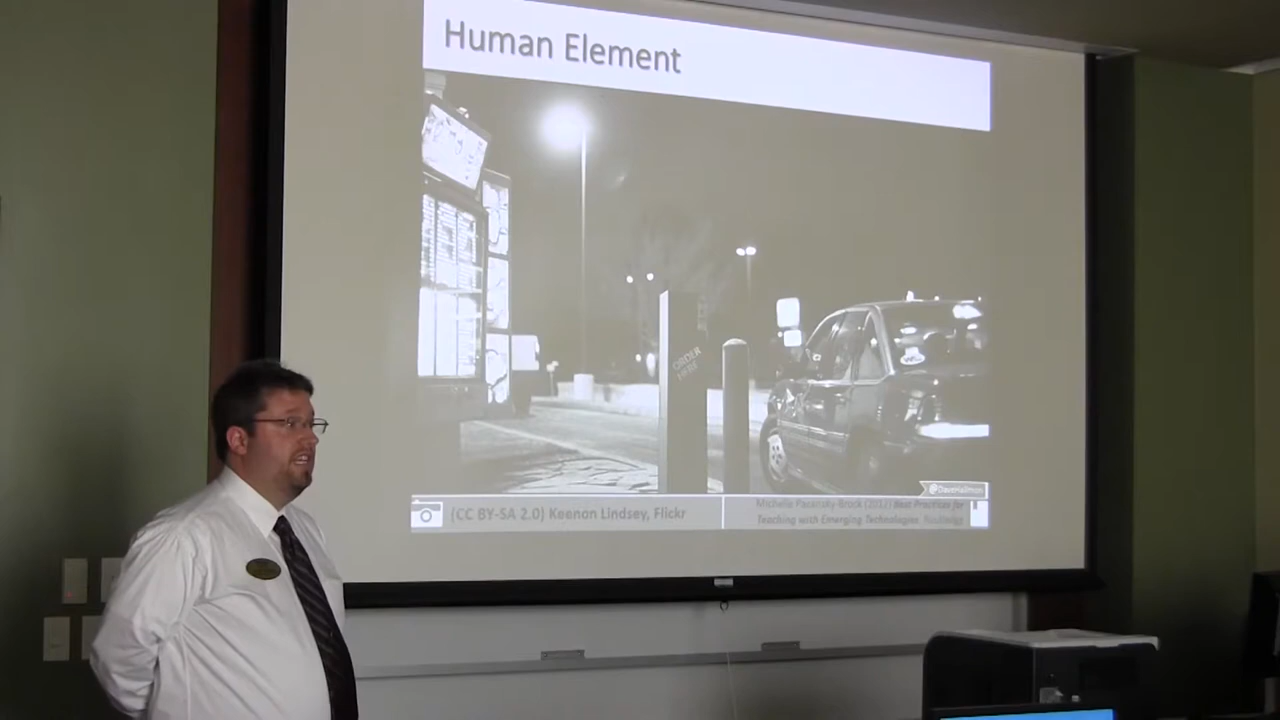 Human Element
ORDER
HERE
@DaveHallmon
(CC BY-SA 2.0) Keenan Lindsey, Flickr
Michelle Pacansky-Brock (2012) Best Practices for
Teaching with Emerging Technologies. Routledge